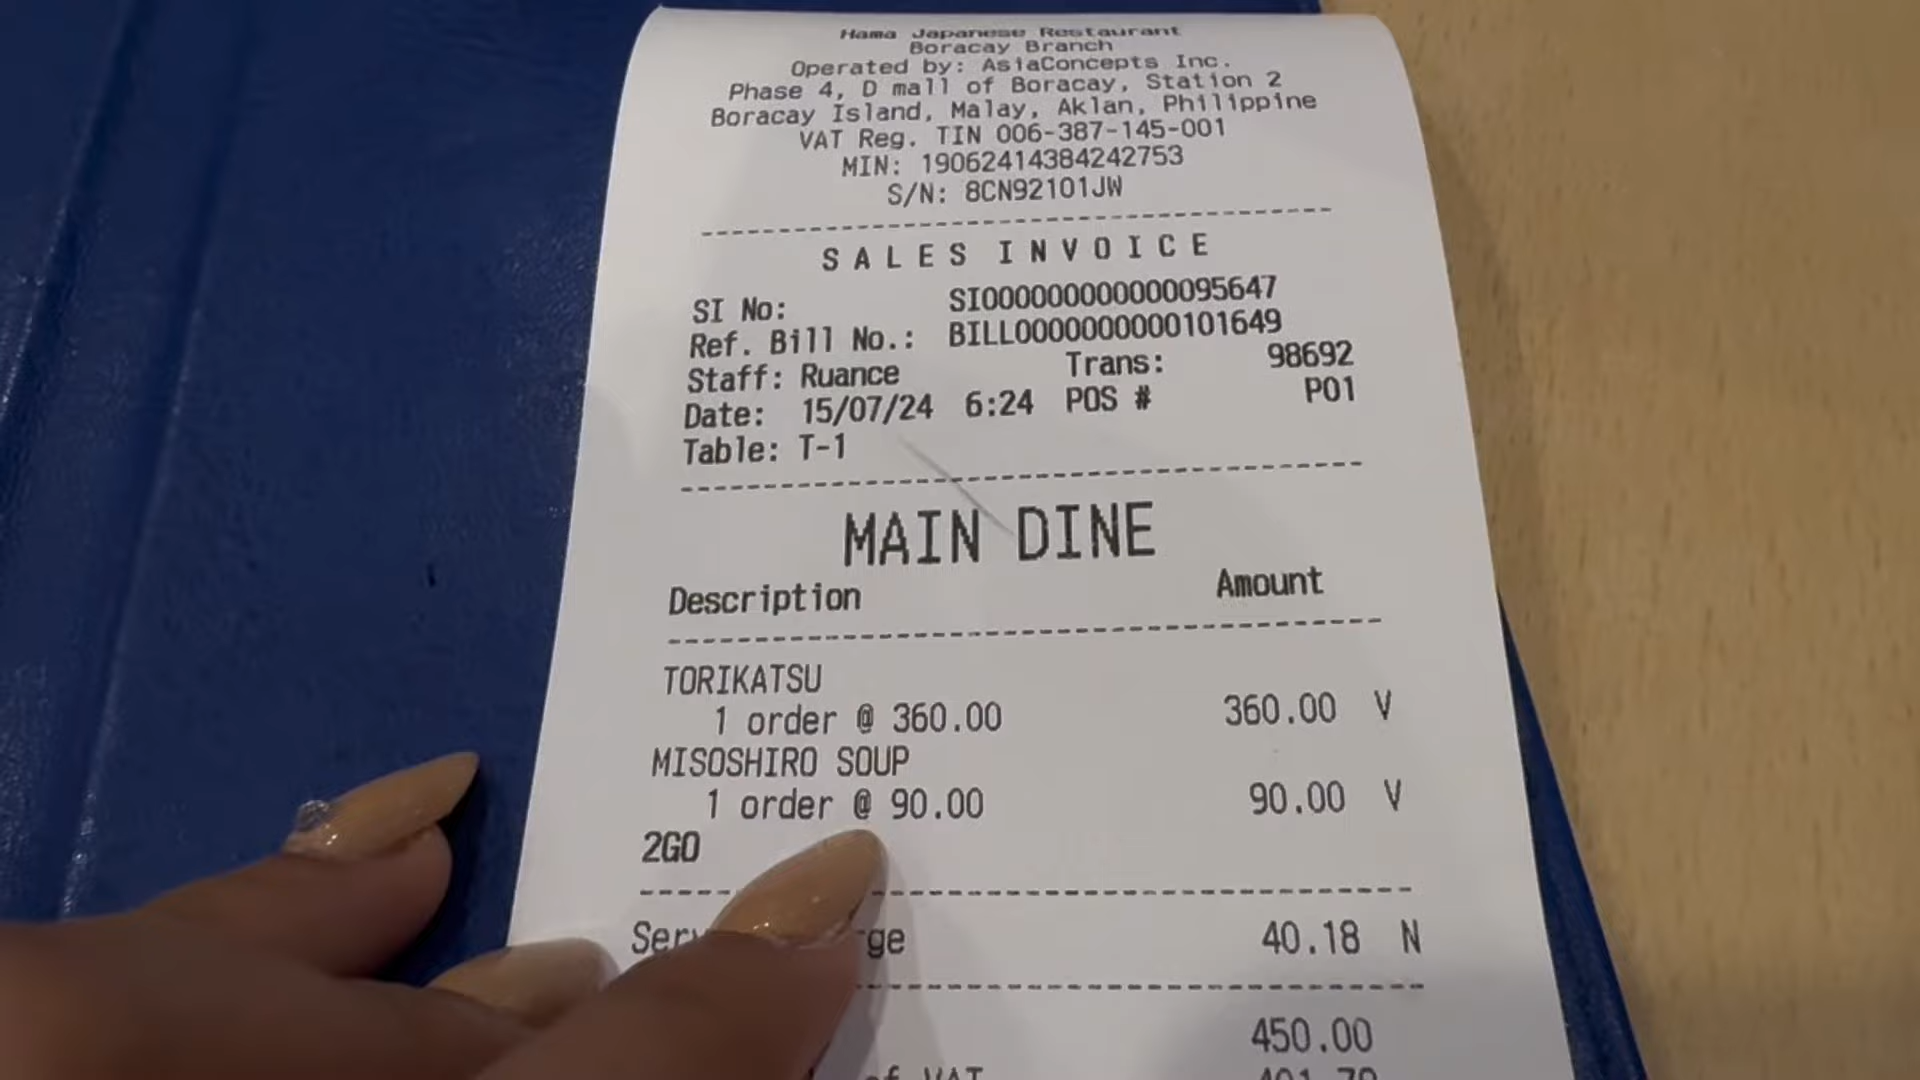 Hama Japanese Restaurant
Boracay Branch
Operated by: AsiaConcepts Inc.
Phase 4, D mall of Boracay, Station 2
Boracay Island, Malay, Aklan, Philippine
VAT Reg. TIN 006-387-145-001
MIN: 19062414384242753
S/N: 8CN92101JW
SALES INVOICE
SI No: SI000000000000095647
Ref. Bill No.: BILL0000000000101649
Staff: Ruance Trans: 98692
Date: 15/07/24 6:24 POS # P01
Table: T-1
MAIN DINE
Description Amount
TORIKATSU
1 order @ 360.00 360.00 V
MISOSHIRO SOUP
1 order @ 90.00 90.00 V
2GO
40.18 N
450.00
VAT